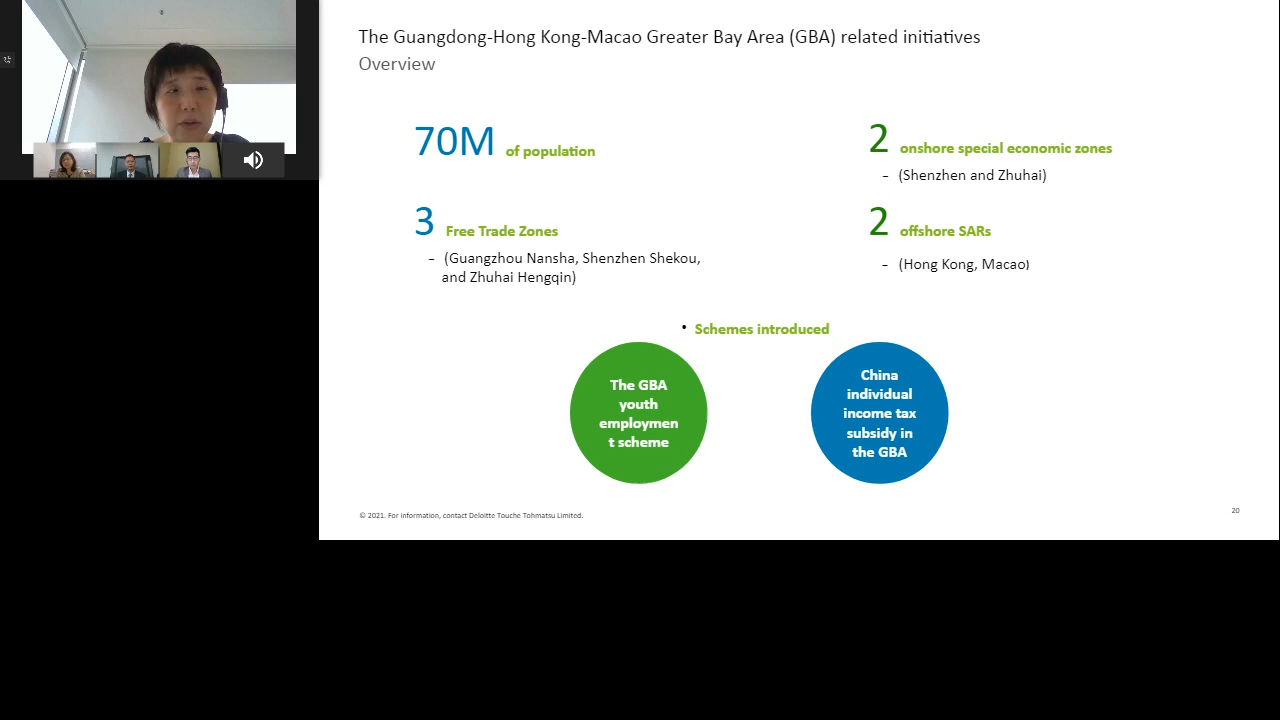 The Guangdong-Hong Kong-Macao Greater Bay Area (GBA) related initiatives
Overview
70M of population
2 onshore special economic zones
- (Shenzhen and Zhuhai)
3 Free Trade Zones
- (Guangzhou Nansha, Shenzhen Shekou,
and Zhuhai Hengqin)
2 offshore SARs
- (Hong Kong, Macao)
• Schemes introduced
The GBA
youth
employmen
t scheme
China
individual
income tax
subsidy in
the GBA
© 2021. For information, contact Deloitte Touche Tohmatsu Limited.
20